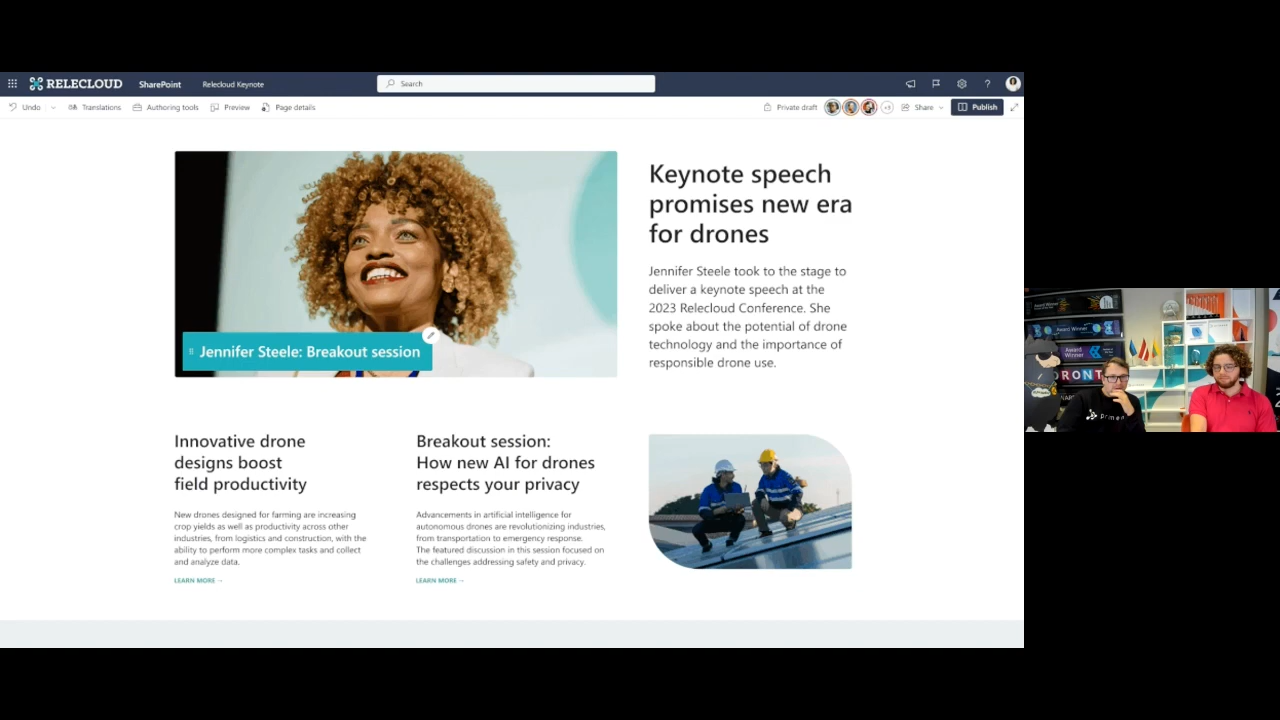 RELECLOUD
SharePoint
Relecloud Keynote
Search
?
Undo
Translations
Authoring tools
Preview
Page details
Private draft
+3
Share
Publish
Jennifer Steele: Breakout session
Keynote speech
promises new era
for drones
Jennifer Steele took to the stage to
deliver a keynote speech at the
2023 Relecloud Conference. She
spoke about the potential of drone
technology and the importance of
responsible drone use.
Innovative drone
designs boost
field productivity
New drones designed for farming are increasing
crop yields as well as productivity across other
industries, from logistics and construction, with the
ability to perform more complex tasks and collect
and analyze data.
LEARN MORE →
Breakout session:
How new AI for drones
respects your privacy
Advancements in artificial intelligence for
autonomous drones are revolutionizing industries,
from transportation to emergency response.
The featured discussion in this session focused on
the challenges addressing safety and privacy.
LEARN MORE →
Award Winner
Award Winner
Award
Winner